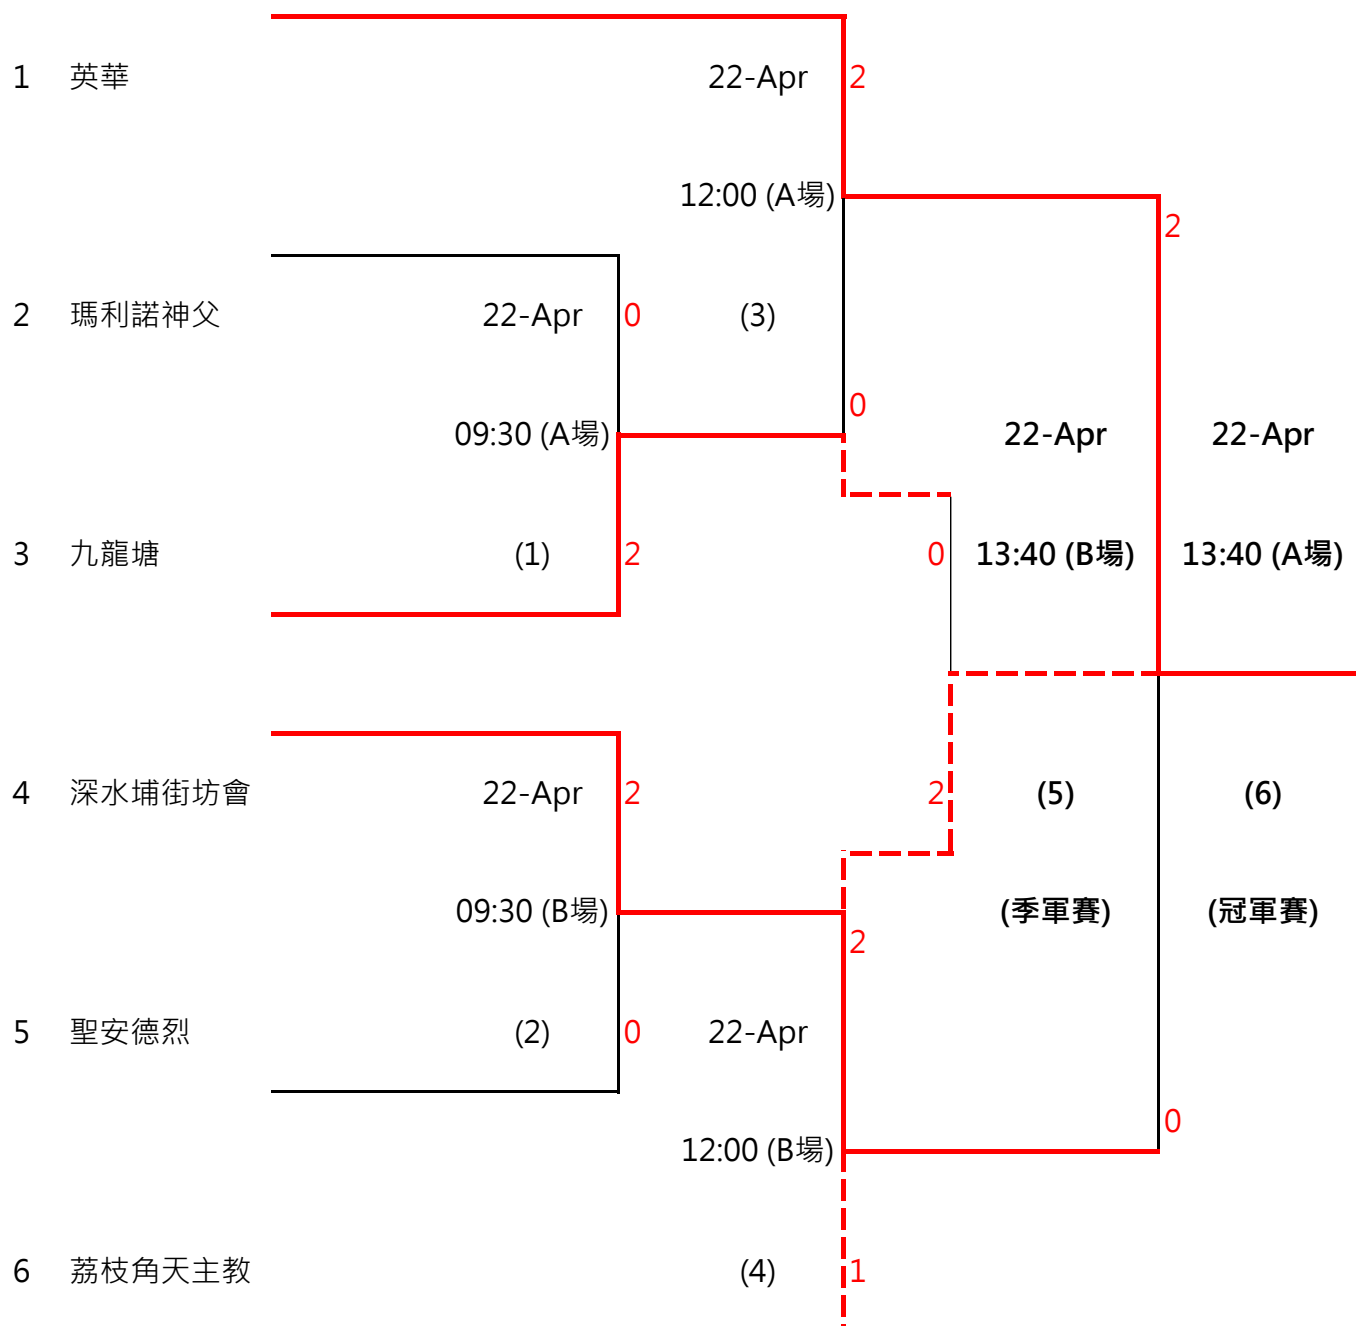 1 英華 22-Apr 2
12:00 (A場)
2
2 瑪利諾神父 22-Apr 0 (3)
0
09:30 (A場) 22-Apr 22-Apr
3 九龍塘 (1) 2 0 13:40 (B場) 13:40 (A場)
4 深水埔街坊會 22-Apr 2 2 (5) (6)
09:30 (B場) (季軍賽) (冠軍賽)
2
5 聖安德烈 (2) 0 22-Apr
0
12:00 (B場)
6 荔枝角天主教 (4) 1